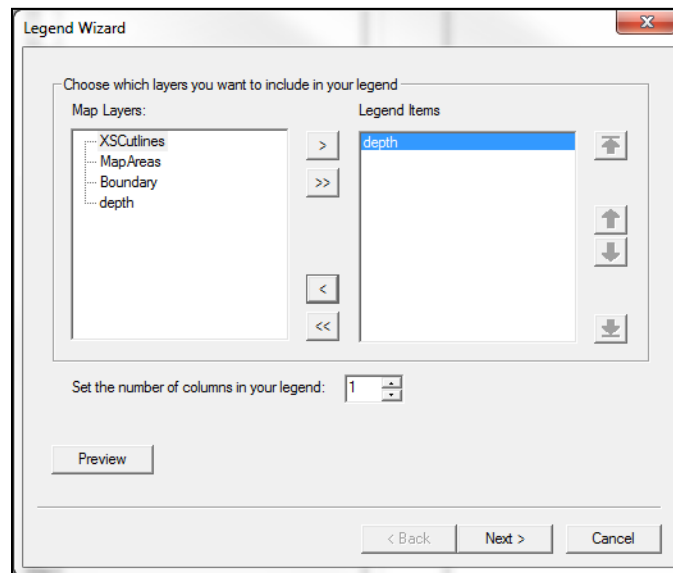 Legend Wizard
X
Choose which layers you want to include in your legend
Map Layers:
Legend Items
XSCutlines
MapAreas
Boundary
depth
>
>>
<
<<
depth
Set the number of columns in your legend:
1
Preview
< Back
Next >
Cancel